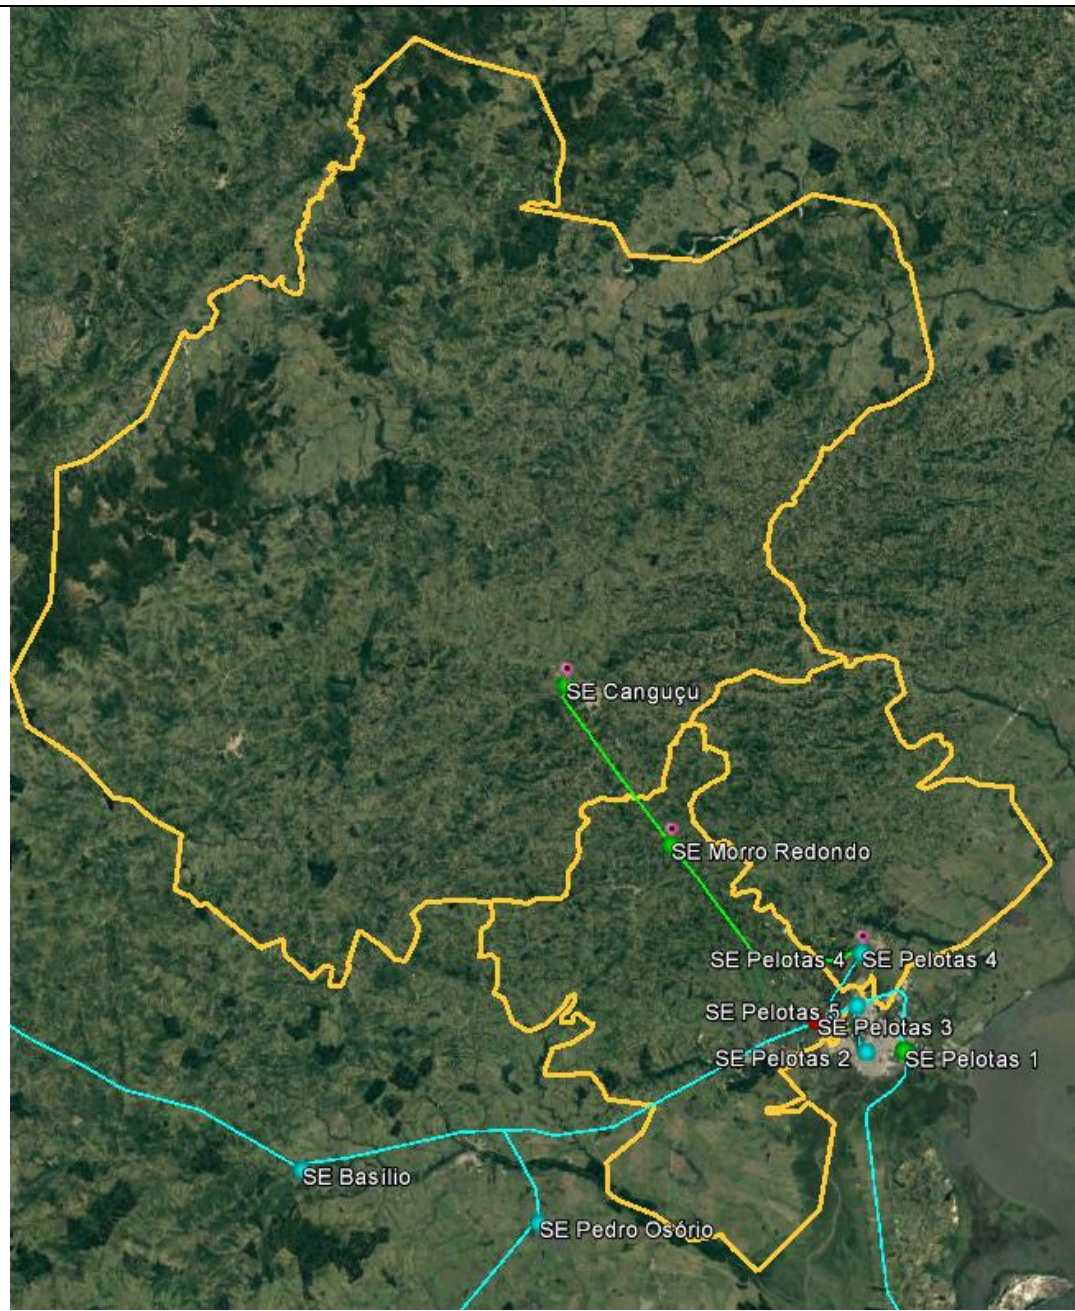 SE Canguçu
SE Morro Redondo
SE Pelotas 4
SE Pelotas 4
SE Pelotas 5
SE Pelotas 3
SE Pelotas 2
SE Pelotas 1
SE Basílio
SE Pedro Osório